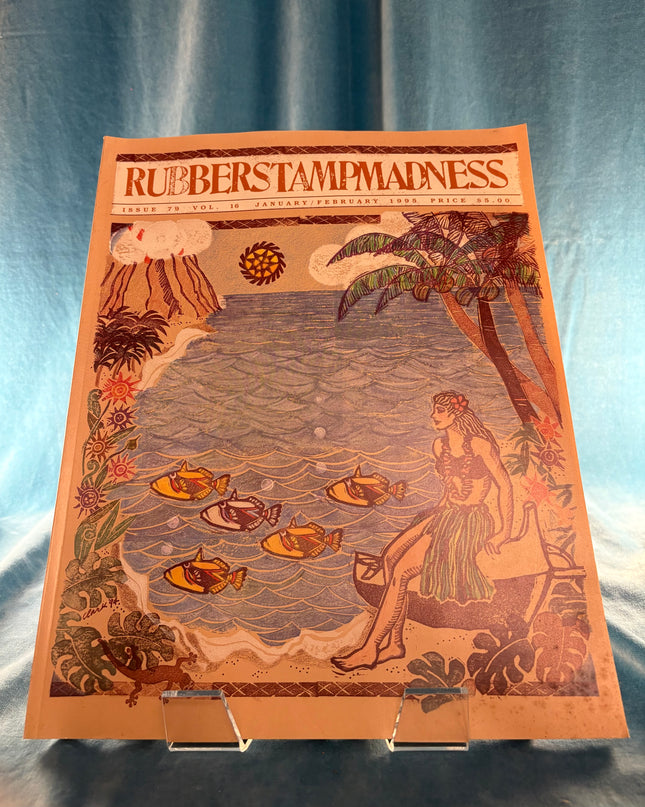 RUBBERSTAMPMADNESS
ISSUE 79 VOL. 16 JANUARY/FEBRUARY 1995 PRICE $5.00